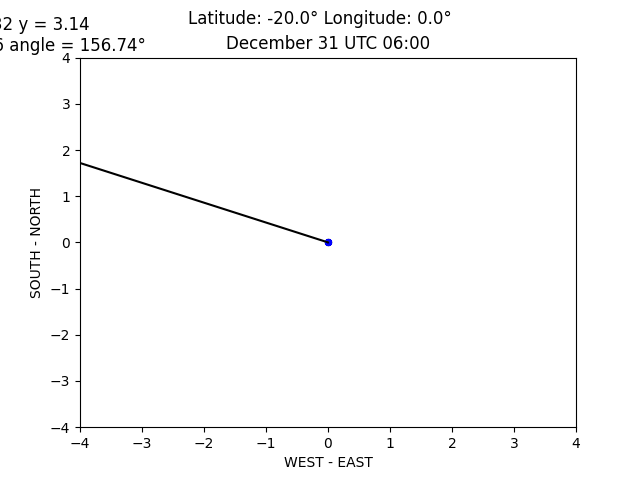 Latitude: -20.0° Longitude: 0.0°
y = 3.14
December 31 UTC 06:00
angle = 156.74°
4
3
2
1
0
−1
−2
−3
−4
SOUTH - NORTH
−4 −3 −2 −1 0 1 2 3 4
WEST - EAST